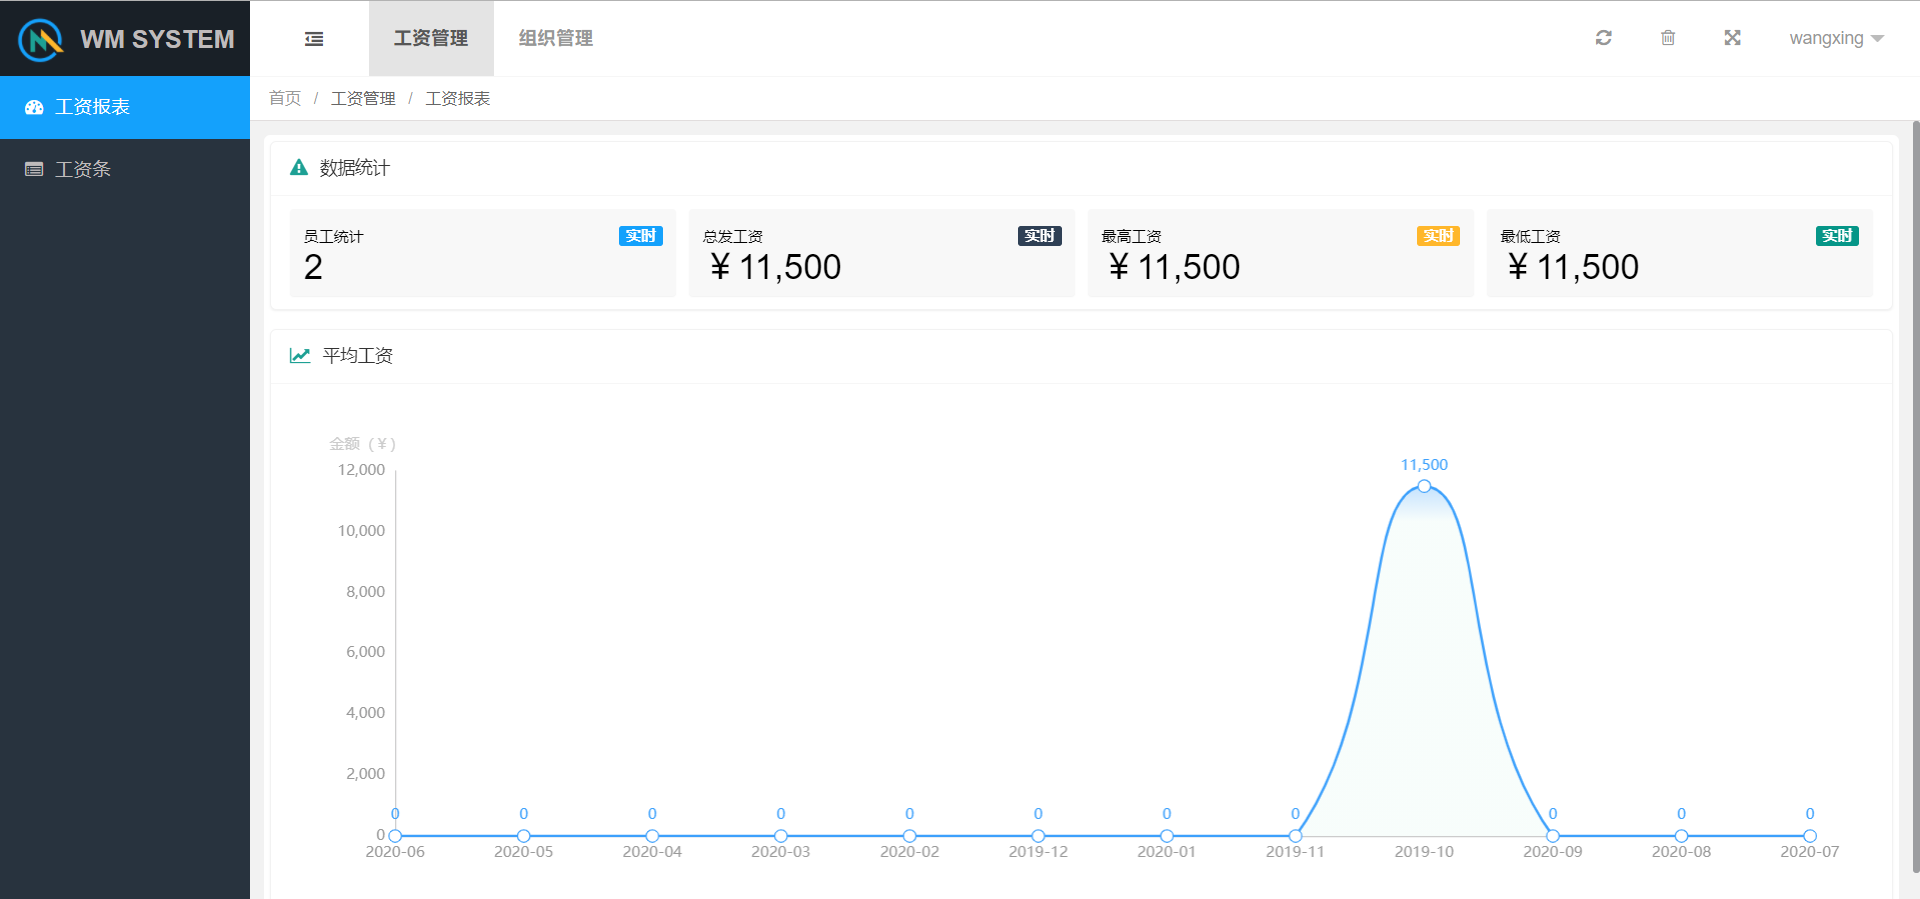 WM SYSTEM
工资管理
组织管理
wangxing
工资报表
工资条
首页 / 工资管理 / 工资报表
数据统计
员工统计 实时
2
总发工资 实时
¥ 11,500
最高工资 实时
¥ 11,500
最低工资 实时
¥ 11,500
平均工资
金额（¥）
12,000
10,000
8,000
6,000
4,000
2,000
0
0 0 0 0 0 0 0 0 11,500 0 0 0
2020-06 2020-05 2020-04 2020-03 2020-02 2019-12 2020-01 2019-11 2019-10 2020-09 2020-08 2020-07